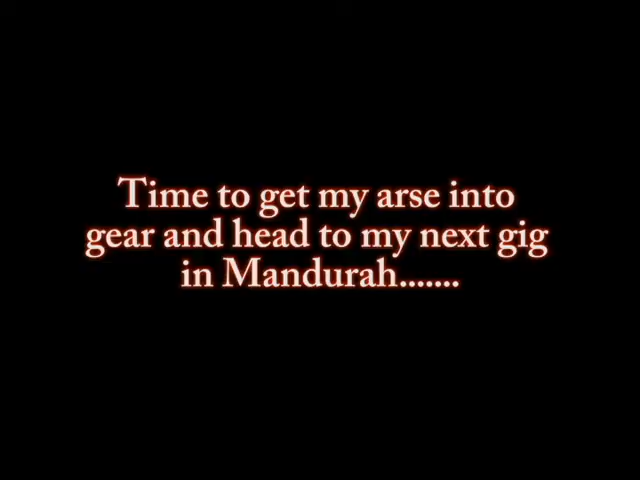 Time to get my arse into
gear and head to my next gig
in Mandurah.......